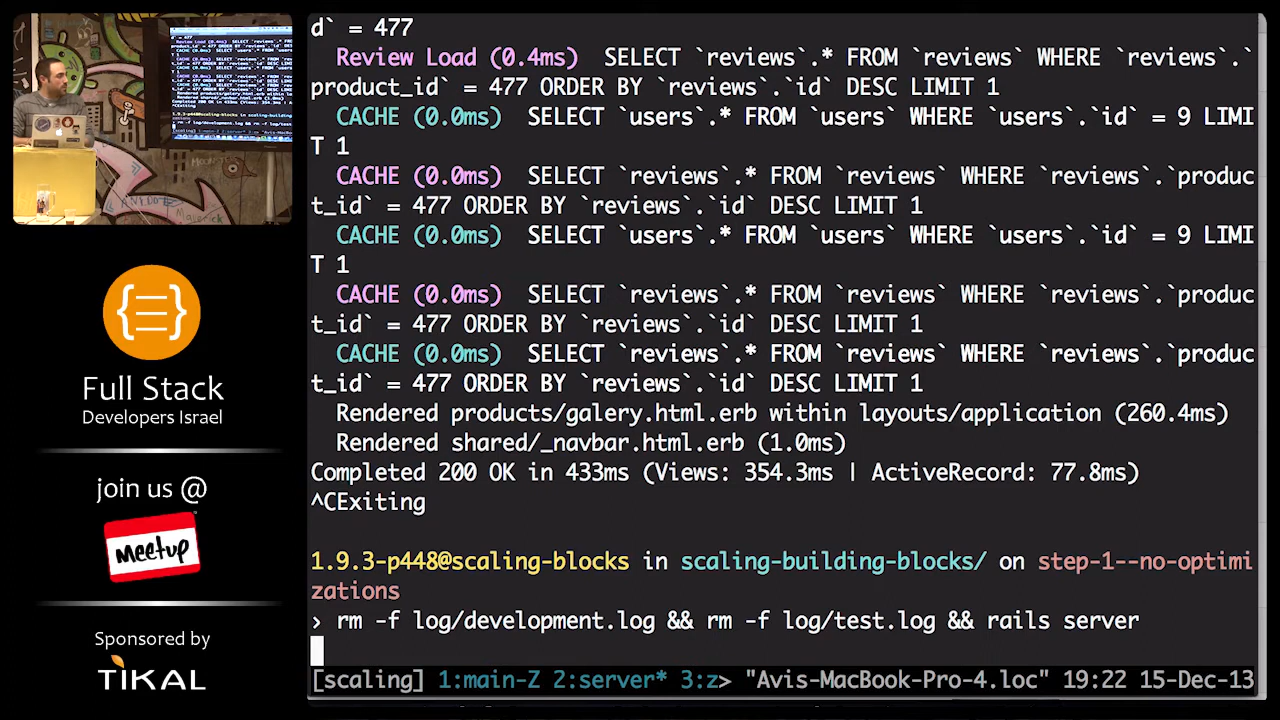 d` = 477
Review Load (0.4ms)  SELECT `reviews`.* FROM `reviews` WHERE `reviews`.`
product_id` = 477 ORDER BY `reviews`.`id` DESC LIMIT 1
CACHE (0.0ms)  SELECT `users`.* FROM `users` WHERE `users`.`id` = 9 LIMI
T 1
CACHE (0.0ms)  SELECT `reviews`.* FROM `reviews` WHERE `reviews`.`produc
t_id` = 477 ORDER BY `reviews`.`id` DESC LIMIT 1
CACHE (0.0ms)  SELECT `users`.* FROM `users` WHERE `users`.`id` = 9 LIMI
T 1
CACHE (0.0ms)  SELECT `reviews`.* FROM `reviews` WHERE `reviews`.`produc
t_id` = 477 ORDER BY `reviews`.`id` DESC LIMIT 1
CACHE (0.0ms)  SELECT `reviews`.* FROM `reviews` WHERE `reviews`.`produc
t_id` = 477 ORDER BY `reviews`.`id` DESC LIMIT 1
Rendered products/galery.html.erb within layouts/application (260.4ms)
Rendered shared/_navbar.html.erb (1.0ms)
Completed 200 OK in 433ms (Views: 354.3ms | ActiveRecord: 77.8ms)
^CExiting
1.9.3-p448@scaling-blocks in scaling-building-blocks/ on step-1--no-optimi
zations
› rm -f log/development.log && rm -f log/test.log && rails server
[scaling] 1:main-Z 2:server* 3:z> "Avis-MacBook-Pro-4.loc" 19:22 15-Dec-13
{≡}
Full Stack
Developers Israel
join us @
Meetup
Sponsored by
TIKAL